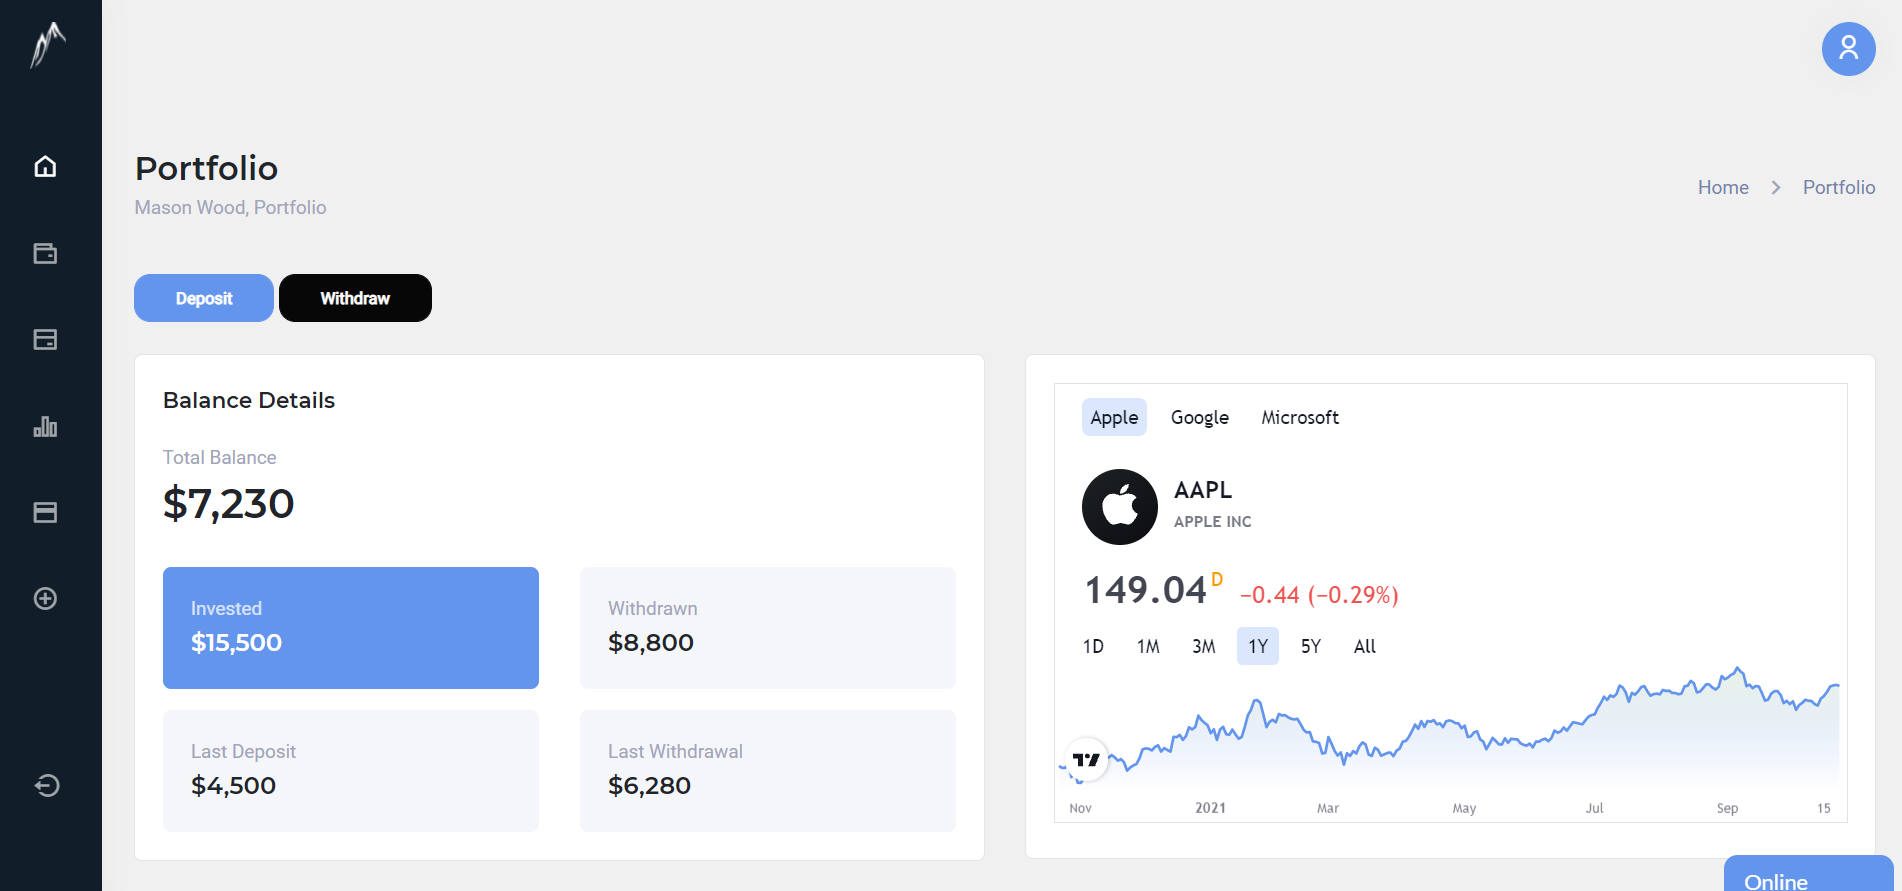 Portfolio
Mason Wood, Portfolio
Home
Portfolio
Deposit
Withdraw
Balance Details
Total Balance
$7,230
Invested
$15,500
Withdrawn
$8,800
Last Deposit
$4,500
Last Withdrawal
$6,280
Apple Google Microsoft
AAPL
APPLE INC
149.04 D −0.44 (−0.29%)
1D 1M 3M 1Y 5Y All
Nov 2021 Mar May Jul Sep 15
Online